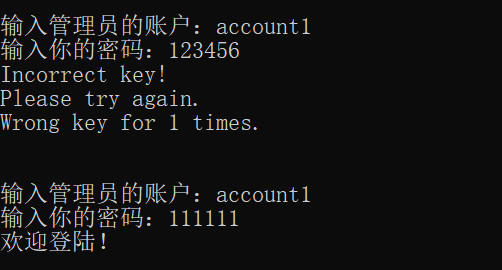 输入管理员的账户：account1
输入你的密码：123456
Incorrect key!
Please try again.
Wrong key for 1 times.
输入管理员的账户：account1
输入你的密码：111111
欢迎登陆！